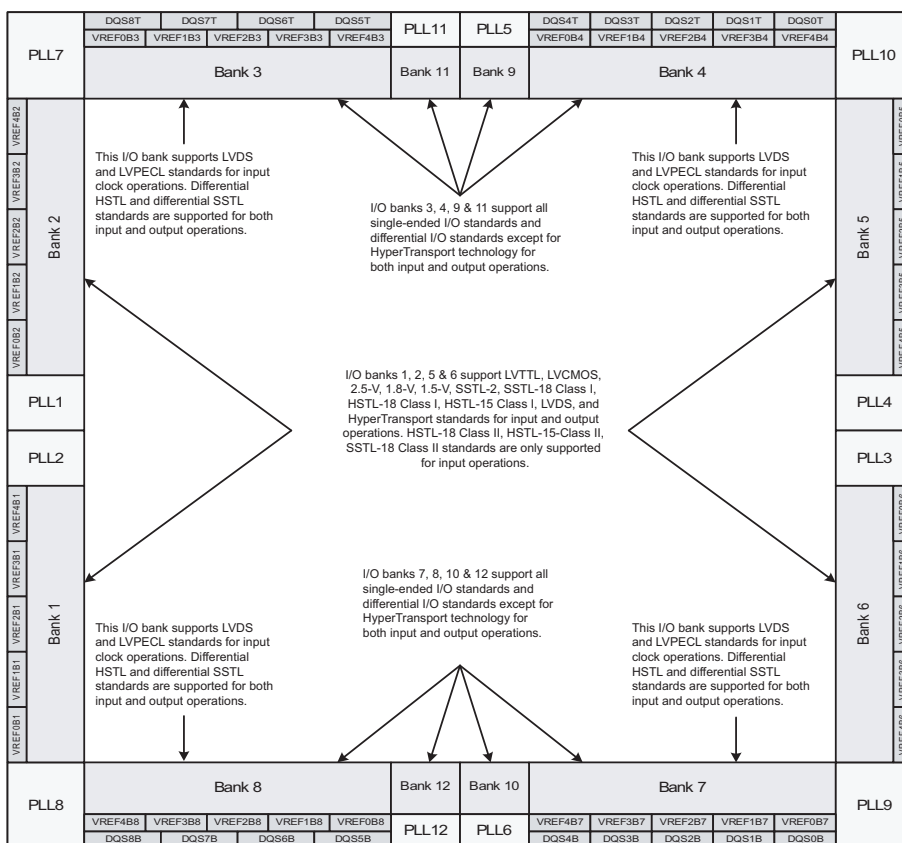 DQS8T DQS7T DQS6T DQS5T
PLL11 PLL5
DQS4T DQS3T DQS2T DQS1T DQS0T
VREF0B3 VREF1B3 VREF2B3 VREF3B3 VREF4B3
VREF0B4 VREF1B4 VREF2B4 VREF3B4 VREF4B4
PLL7
PLL10
Bank 3
Bank 11
Bank 9
Bank 4
VREF4B2
VREF3B2
VREF2B2
VREF1B2
VREF0B2
Bank 2
This I/O bank supports LVDS
and LVPECL standards for input
clock operations. Differential
HSTL and differential SSTL
standards are supported for both
input and output operations.
I/O banks 3, 4, 9 & 11 support all
single-ended I/O standards and
differential I/O standards except for
HyperTransport technology for
both input and output operations.
This I/O bank supports LVDS
and LVPECL standards for input
clock operations. Differential
HSTL and differential SSTL
standards are supported for both
input and output operations.
Bank 5
I/O banks 1, 2, 5 & 6 support LVTTL, LVCMOS,
2.5-V, 1.8-V, 1.5-V, SSTL-2, SSTL-18 Class I,
HSTL-18 Class I, HSTL-15 Class I, LVDS, and
HyperTransport standards for input and output
operations. HSTL-18 Class II, HSTL-15-Class II,
SSTL-18 Class II standards are only supported
for input operations.
PLL1
PLL2
PLL4
PLL3
VREF4B1
VREF3B1
VREF2B1
VREF1B1
VREF0B1
Bank 1
I/O banks 7, 8, 10 & 12 support all
single-ended I/O standards and
differential I/O standards except for
HyperTransport technology for
both input and output operations.
This I/O bank supports LVDS
and LVPECL standards for input
clock operations. Differential
HSTL and differential SSTL
standards are supported for both
input and output operations.
This I/O bank supports LVDS
and LVPECL standards for input
clock operations. Differential
HSTL and differential SSTL
standards are supported for both
input and output operations.
Bank 6
PLL8
Bank 8
Bank 12
Bank 10
Bank 7
PLL9
VREF4B8 VREF3B8 VREF2B8 VREF1B8 VREF0B8
PLL12 PLL6
VREF4B7 VREF3B7 VREF2B7 VREF1B7 VREF0B7
DQS8B DQS7B DQS6B DQS5B
DQS4B DQS3B DQS2B DQS1B DQS0B